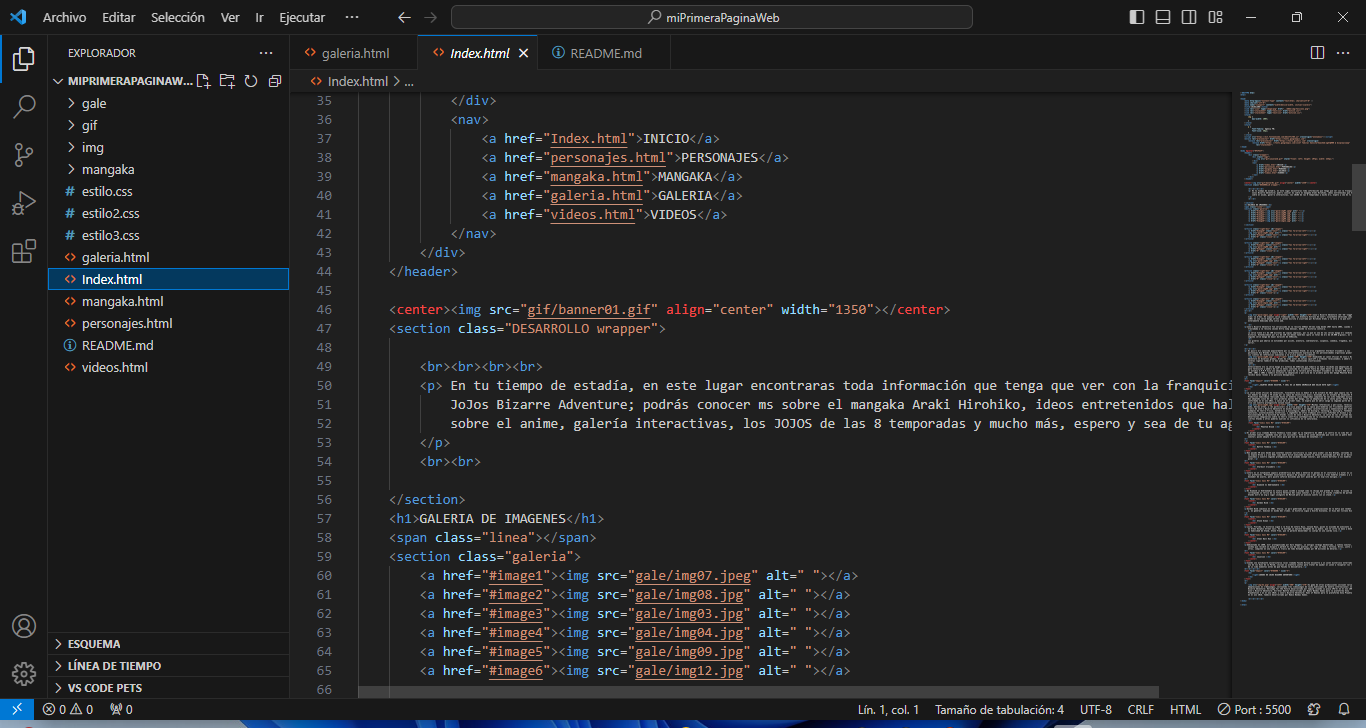 Archivo Editar Selección Ver Ir Ejecutar ··· miPrimeraPaginaWeb
EXPLORADOR ···
MIPRIMERAPAGINAW...
gale
gif
img
mangaka
# estilo.css
# estilo2.css
# estilo3.css
<> galeria.html
<> Index.html
<> mangaka.html
<> personajes.html
README.md
<> videos.html
ESQUEMA
LÍNEA DE TIEMPO
VS CODE PETS
<> galeria.html <> Index.html README.md
<> Index.html > ...
35 </div>
36 <nav>
37 <a href="Index.html">INICIO</a>
38 <a href="personajes.html">PERSONAJES</a>
39 <a href="mangaka.html">MANGAKA</a>
40 <a href="galeria.html">GALERIA</a>
41 <a href="videos.html">VIDEOS</a>
42 </nav>
43 </div>
44 </header>
45
46 <center><img src="gif/banner01.gif" align="center" width="1350"></center>
47 <section class="DESARROLLO wrapper">
48
49 <br><br><br><br>
50 <p> En tu tiempo de estadía, en este lugar encontraras toda información que tenga que ver con la franquici
51 JoJos Bizarre Adventure; podrás conocer ms sobre el mangaka Araki Hirohiko, ideos entretenidos que hal
52 sobre el anime, galería interactivas, los JOJOS de las 8 temporadas y mucho más, espero y sea de tu ag
53 </p>
54 <br><br>
55
56 </section>
57 <h1>GALERIA DE IMAGENES</h1>
58 <span class="linea"></span>
59 <section class="galeria">
60 <a href="#image1"><img src="gale/img07.jpeg" alt=" "></a>
61 <a href="#image2"><img src="gale/img08.jpg" alt=" "></a>
62 <a href="#image3"><img src="gale/img03.jpg" alt=" "></a>
63 <a href="#image4"><img src="gale/img04.jpg" alt=" "></a>
64 <a href="#image5"><img src="gale/img09.jpg" alt=" "></a>
65 <a href="#image6"><img src="gale/img12.jpg" alt=" "></a>
66
0 0 0 Lín. 1, col. 1 Tamaño de tabulación: 4 UTF-8 CRLF HTML Port : 5500